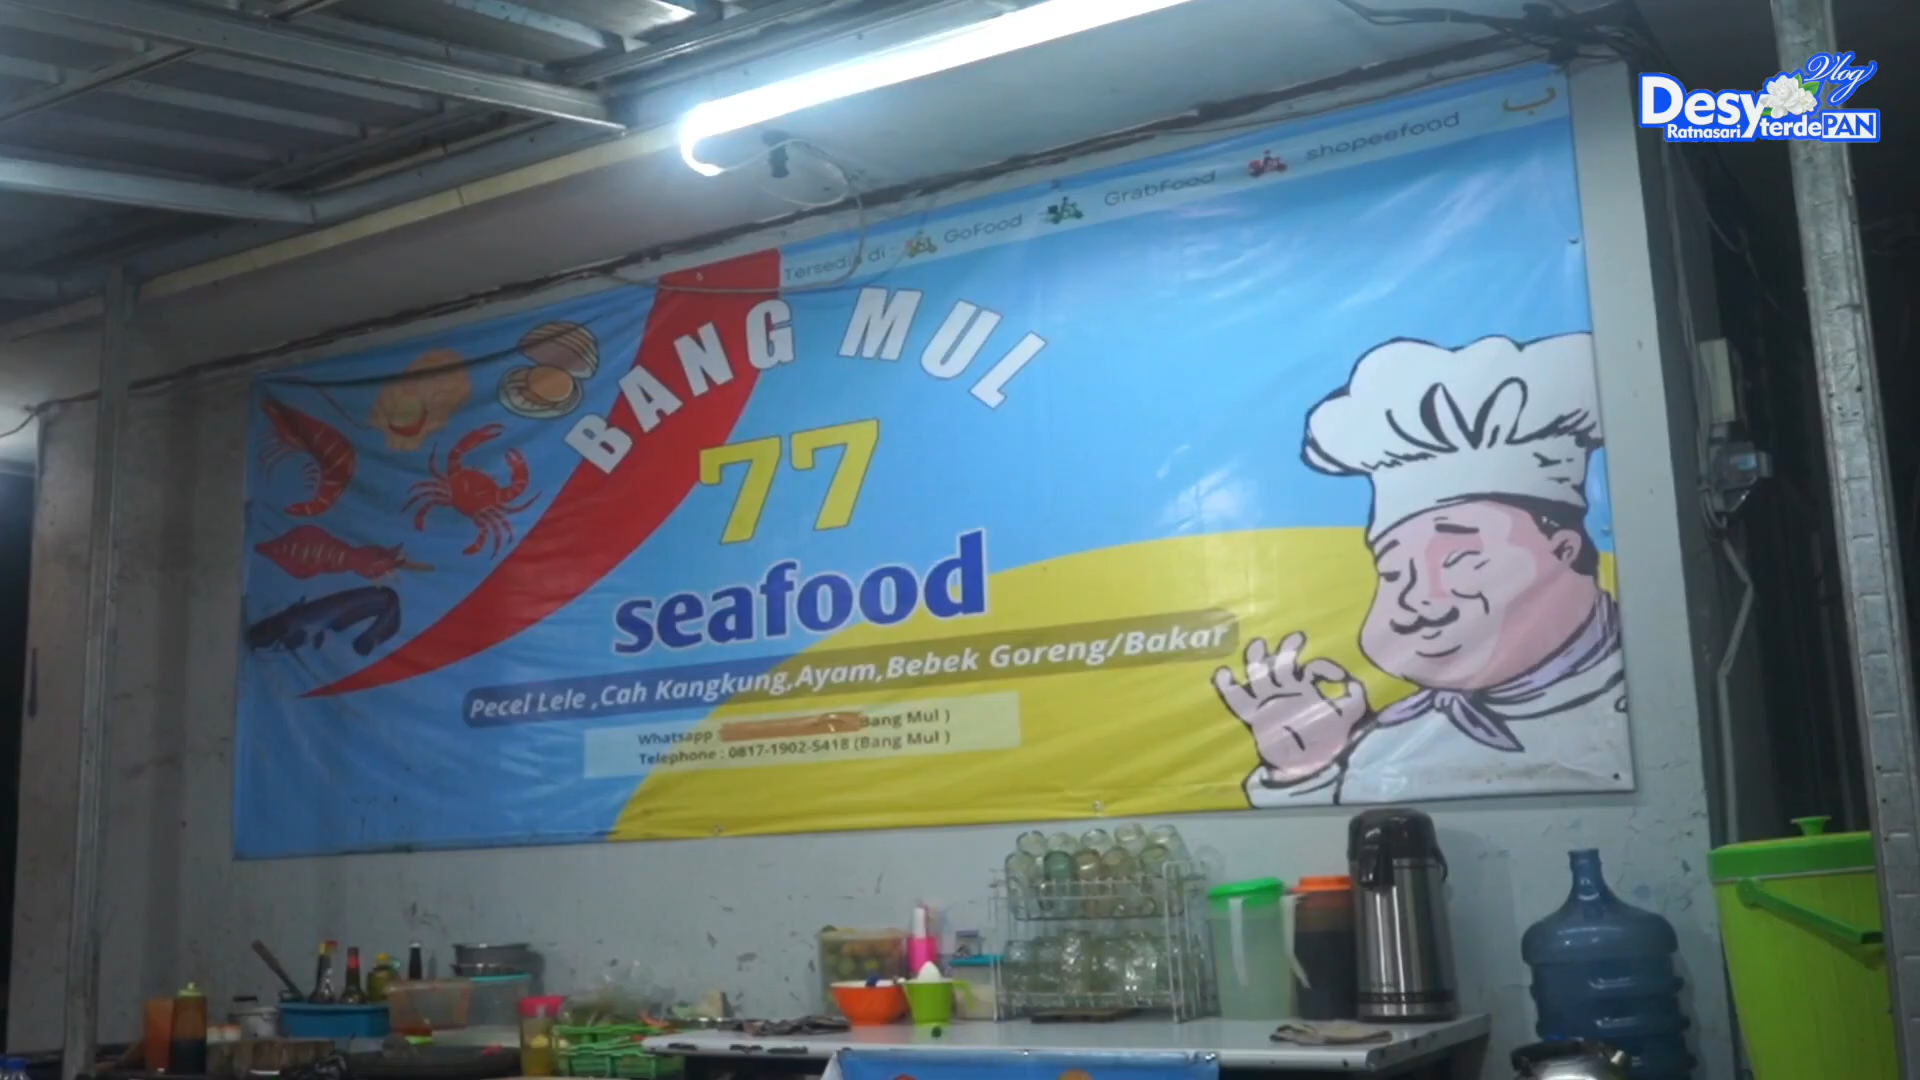 Vlog
Desy
Ratnasari terdePAN
Tersedia di : GoFood GrabFood shopeefood
BANG MUL
77
seafood
Pecel Lele ,Cah Kangkung,Ayam,Bebek Goreng/Bakar
Whatsapp : Bang Mul )
Telephone : 0817-1902-5418 (Bang Mul )